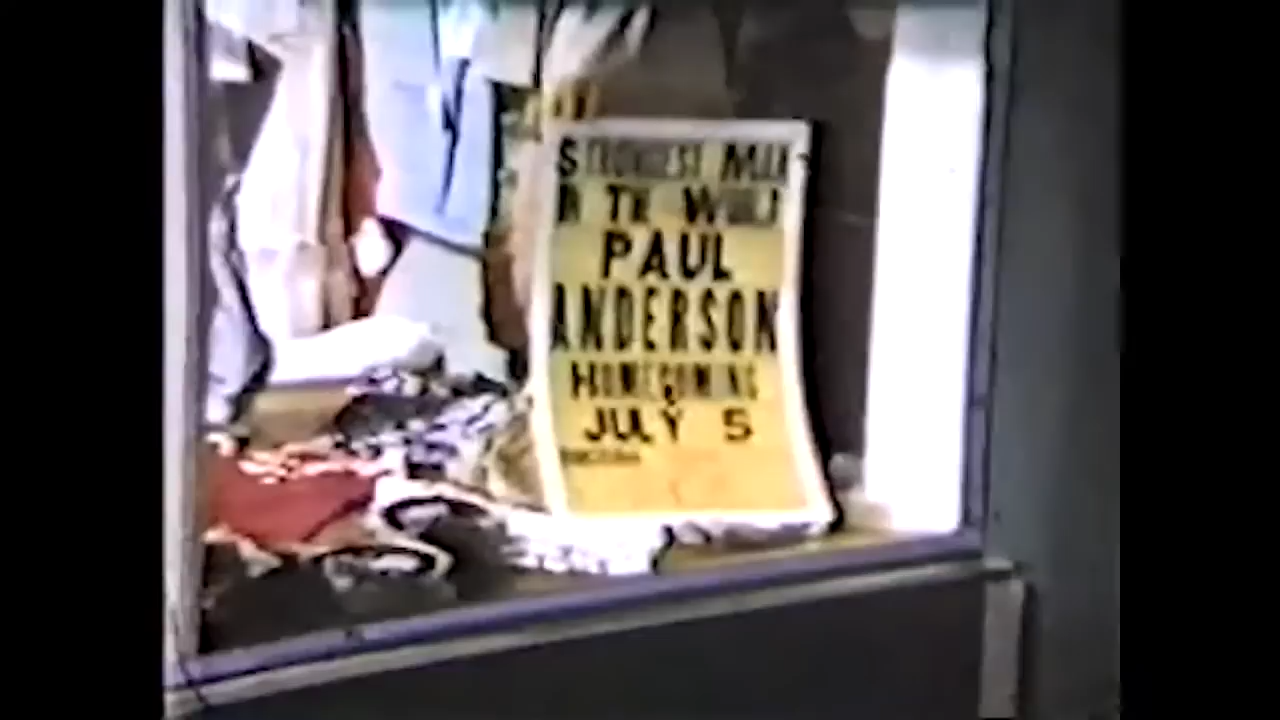 STRONGEST MAN
IN THE WORLD
PAUL
ANDERSON
HOMECOMING
JULY 5